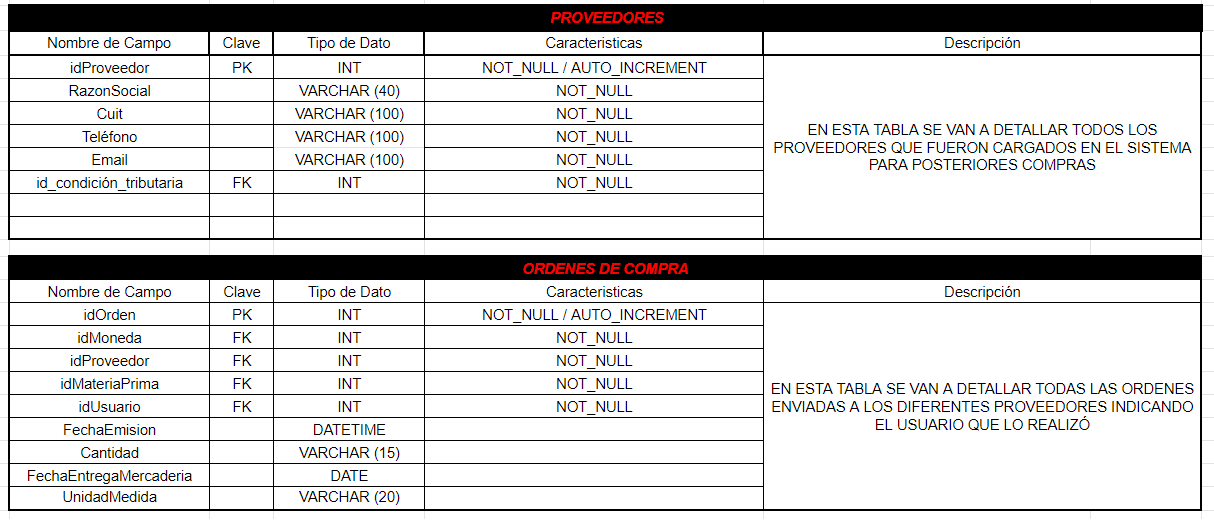 PROVEEDORES
Nombre de Campo Clave Tipo de Dato Caracteristicas Descripción
idProveedor PK INT NOT_NULL / AUTO_INCREMENT
RazonSocial VARCHAR (40) NOT_NULL
Cuit VARCHAR (100) NOT_NULL
Teléfono VARCHAR (100) NOT_NULL
Email VARCHAR (100) NOT_NULL
id_condición_tributaria FK INT NOT_NULL
EN ESTA TABLA SE VAN A DETALLAR TODOS LOS
PROVEEDORES QUE FUERON CARGADOS EN EL SISTEMA
PARA POSTERIORES COMPRAS
ORDENES DE COMPRA
Nombre de Campo Clave Tipo de Dato Caracteristicas Descripción
idOrden PK INT NOT_NULL / AUTO_INCREMENT
idMoneda FK INT NOT_NULL
idProveedor FK INT NOT_NULL
idMateriaPrima FK INT NOT_NULL
idUsuario FK INT NOT_NULL
FechaEmision DATETIME
Cantidad VARCHAR (15)
FechaEntregaMercaderia DATE
UnidadMedida VARCHAR (20)
EN ESTA TABLA SE VAN A DETALLAR TODAS LAS ORDENES
ENVIADAS A LOS DIFERENTES PROVEEDORES INDICANDO
EL USUARIO QUE LO REALIZÓ